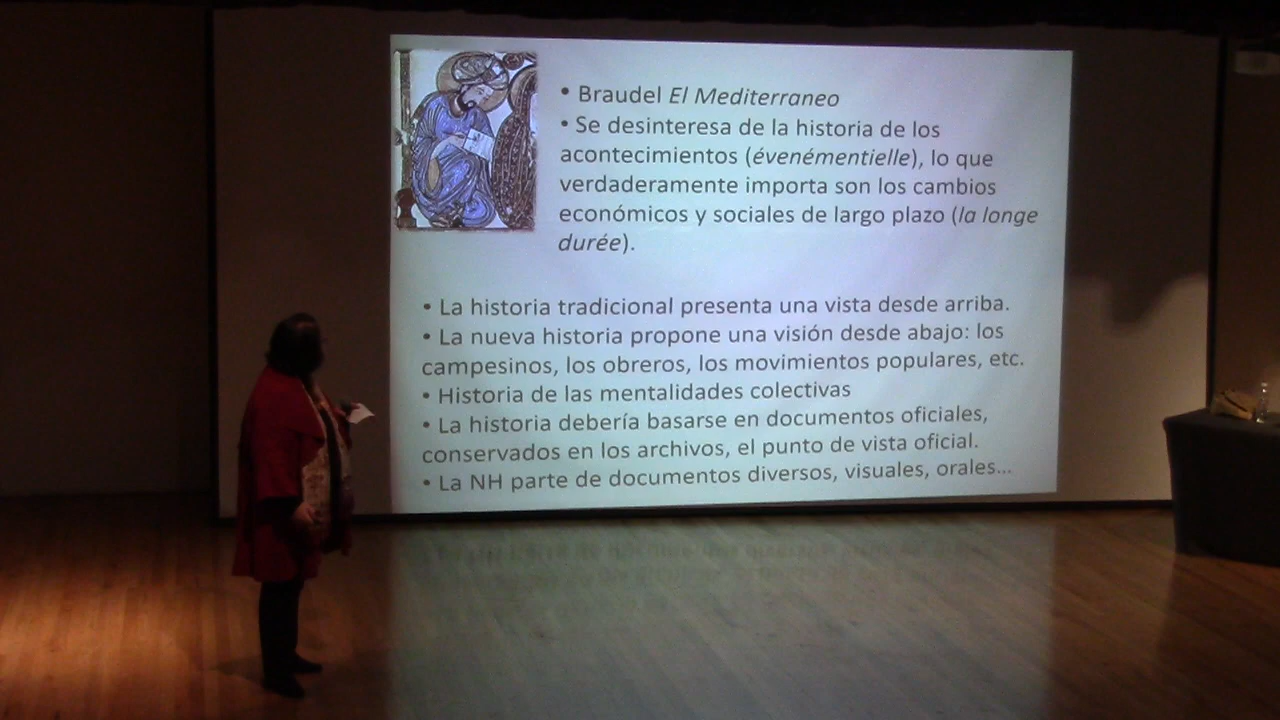 • Braudel El Mediterraneo
• Se desinteresa de la historia de los
acontecimientos (évenémentielle), lo que
verdaderamente importa son los cambios
económicos y sociales de largo plazo (la longe
durée).
• La historia tradicional presenta una vista desde arriba.
• La nueva historia propone una visión desde abajo: los
campesinos, los obreros, los movimientos populares, etc.
• Historia de las mentalidades colectivas
• La historia debería basarse en documentos oficiales,
conservados en los archivos, el punto de vista oficial.
• La NH parte de documentos diversos, visuales, orales...